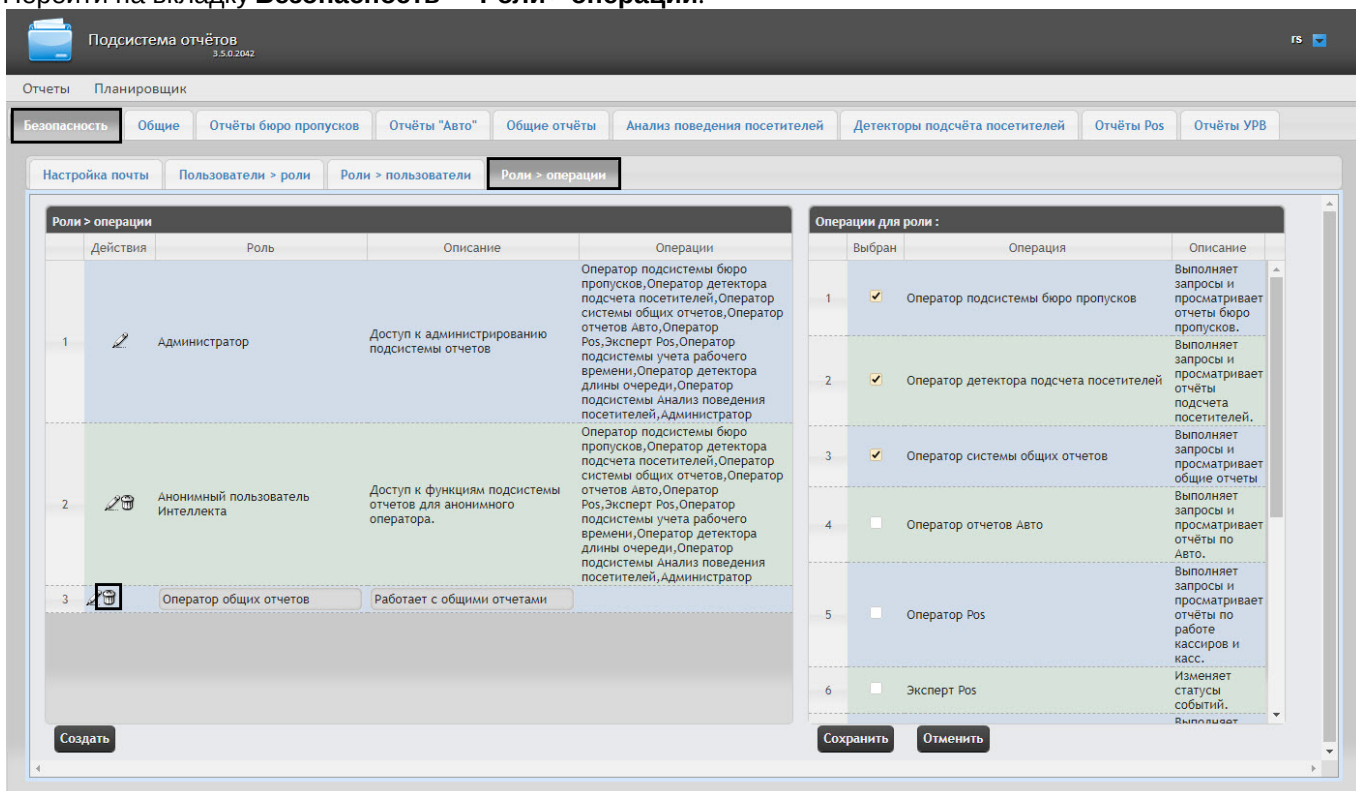 Перейти на вкладку Безопасность Роли операции.
Подсистема отчётов
3.5.0.2042
rs
Отчеты Планировщик
Безопасность Общие Отчёты бюро пропусков Отчёты "Авто" Общие отчёты Анализ поведения посетителей Детекторы подсчёта посетителей Отчёты Pos Отчёты УРВ
Настройка почты Пользователи > роли Роли > пользователи Роли > операции
Роли > операции
Действия Роль Описание Операции
1 Администратор
Доступ к администрированию
подсистемы отчетов
Оператор подсистемы бюро
пропусков,Оператор детектора
подсчета посетителей,Оператор
системы общих отчетов,Оператор
отчетов Авто,Оператор
Pos,Эксперт Pos,Оператор
подсистемы учета рабочего
времени,Оператор детектора
длины очереди,Оператор
подсистемы Анализ поведения
посетителей,Администратор
2 Анонимный пользователь
Интеллекта
Доступ к функциям подсистемы
отчетов для анонимного
оператора.
Оператор подсистемы бюро
пропусков,Оператор детектора
подсчета посетителей,Оператор
системы общих отчетов,Оператор
отчетов Авто,Оператор
Pos,Эксперт Pos,Оператор
подсистемы учета рабочего
времени,Оператор детектора
длины очереди,Оператор
подсистемы Анализ поведения
посетителей,Администратор
3 Оператор общих отчетов Работает с общими отчетами
Создать
Операции для роли :
Выбран Операция Описание
1 Оператор подсистемы бюро пропусков
Выполняет
запросы и
просматривает
отчеты бюро
пропусков.
2 Оператор детектора подсчета посетителей
Выполняет
запросы и
просматривает
отчёты
подсчета
посетителей.
3 Оператор системы общих отчетов
Выполняет
запросы и
просматривает
общие отчеты
4 Оператор отчетов Авто
Выполняет
запросы и
просматривает
отчёты по
Авто.
5 Оператор Pos
Выполняет
запросы и
просматривает
отчёты по
работе
кассиров и
касс.
6 Эксперт Pos
Изменяет
статусы
событий.
Выполняет
Сохранить Отменить